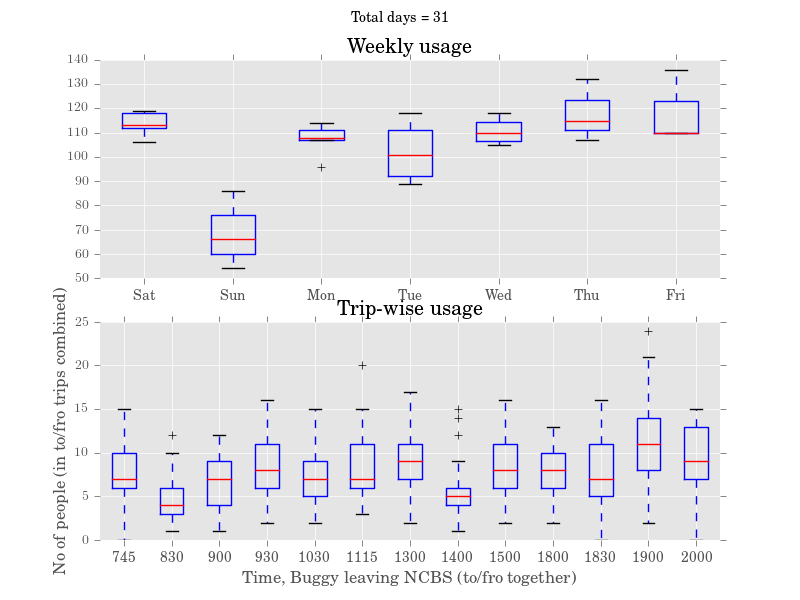 Total days = 31
Weekly usage
140
130
120
110
100
90
80
70
60
50
Sat Sun Mon Tue Wed Thu Fri
Trip-wise usage
No of people (in to/fro trips combined)
25
20
15
10
5
0
745 830 900 930 1030 1115 1300 1400 1500 1800 1830 1900 2000
Time, Buggy leaving NCBS (to/fro together)